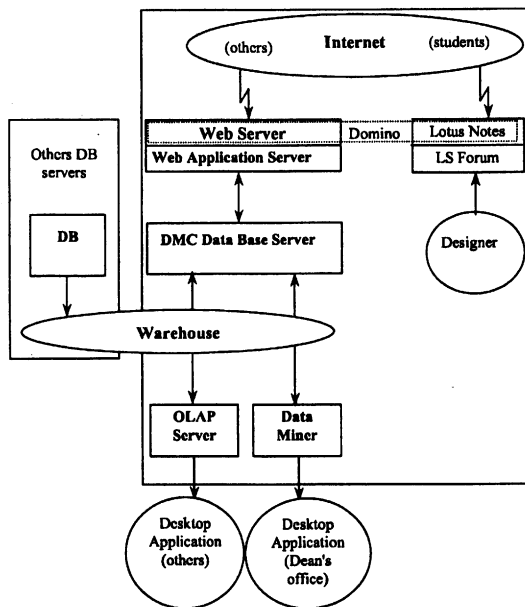 (others) Internet (students)
Web Server Domino Lotus Notes
Web Application Server LS Forum
Others DB
servers
DB
DMC Data Base Server
Designer
Warehouse
OLAP
Server
Data
Miner
Desktop
Application
(others)
Desktop
Application
(Dean's
office)